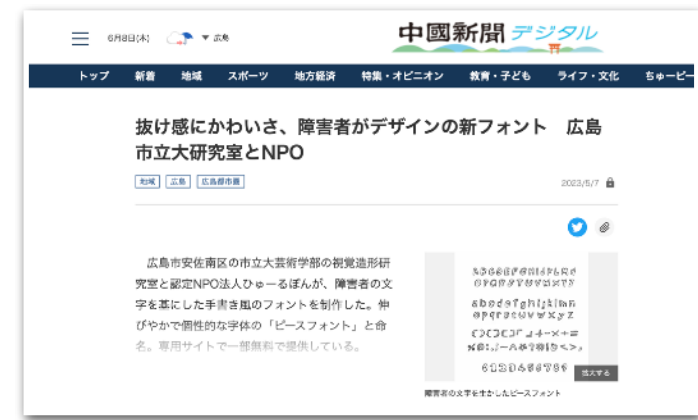 6月8日(木) ▼ 広島
中國新聞デジタル
トップ 新着 地域 スポーツ 地方経済 特集・オピニオン 教育・子ども ライフ・文化 ちゅーピー
抜け感にかわいさ、障害者がデザインの新フォント 広島
市立大研究室とNPO
地域 広島 広島都市圏
2023/5/7
広島市安佐南区の市立大芸術学部の視覚造形研
究室と認定NPO法人ひゅーるぽんが、障害者の文
字を基にした手書き風のフォントを制作した。伸
びやかで個性的な字体の「ピースフォント」と命
名。専用サイトで一部無料で提供している。
拡大する
障害者の文字を生かしたピースフォント